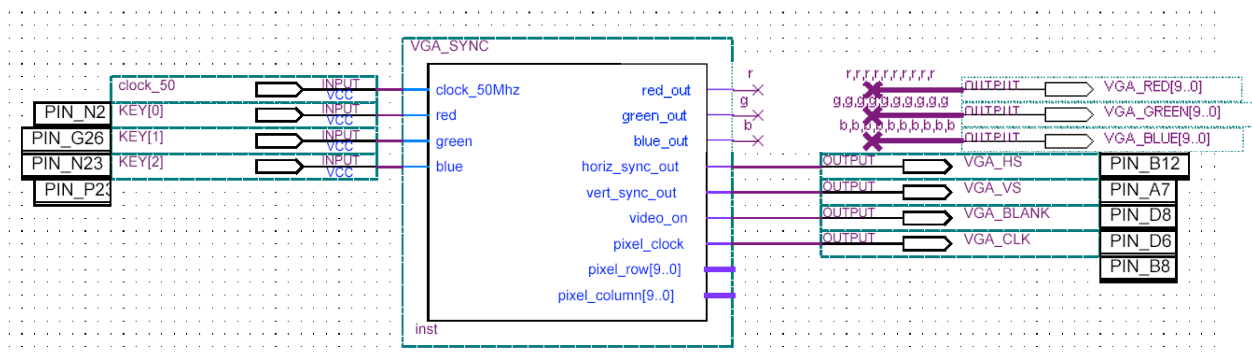 VGA_SYNC
clock_50 INPUT VCC clock_50Mhz red_out r r,r,r,r,r,r,r,r,r,r OUTPUT VGA_RED[9..0]
PIN_N2 KEY[0] INPUT VCC red green_out g g,g,g,g,g,g,g,g,g,g OUTPUT VGA_GREEN[9..0]
PIN_G26 KEY[1] INPUT VCC green blue_out b b,b,b,b,b,b,b,b,b,b OUTPUT VGA_BLUE[9..0]
PIN_N23 KEY[2] INPUT VCC blue horiz_sync_out OUTPUT VGA_HS PIN_B12
PIN_P23 vert_sync_out OUTPUT VGA_VS PIN_A7
video_on OUTPUT VGA_BLANK PIN_D8
pixel_clock OUTPUT VGA_CLK PIN_D6
pixel_row[9..0] PIN_B8
pixel_column[9..0]
inst